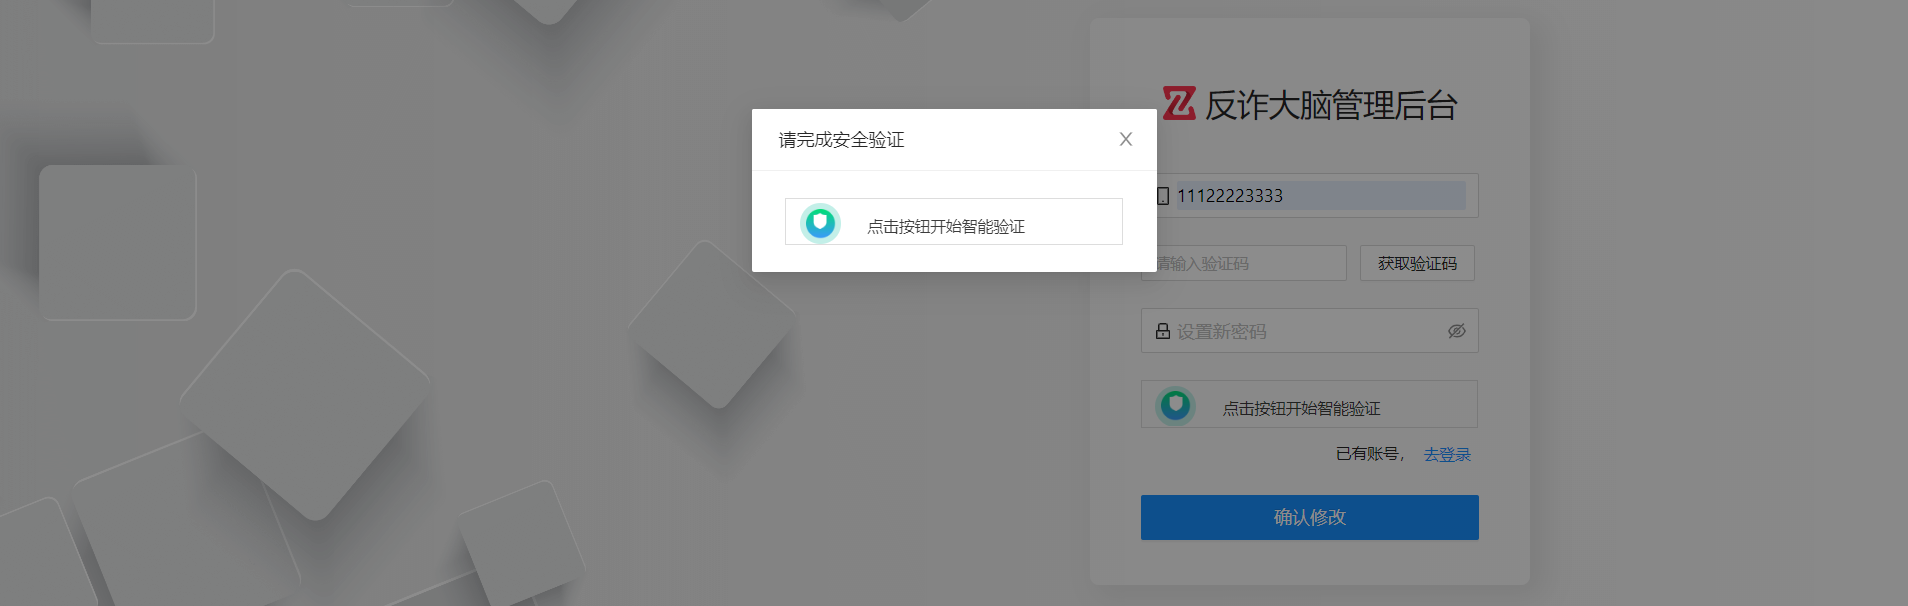 反诈大脑管理后台
请完成安全验证
点击按钮开始智能验证
11122223333
请输入验证码
获取验证码
设置新密码
点击按钮开始智能验证
已有账号， 去登录
确认修改